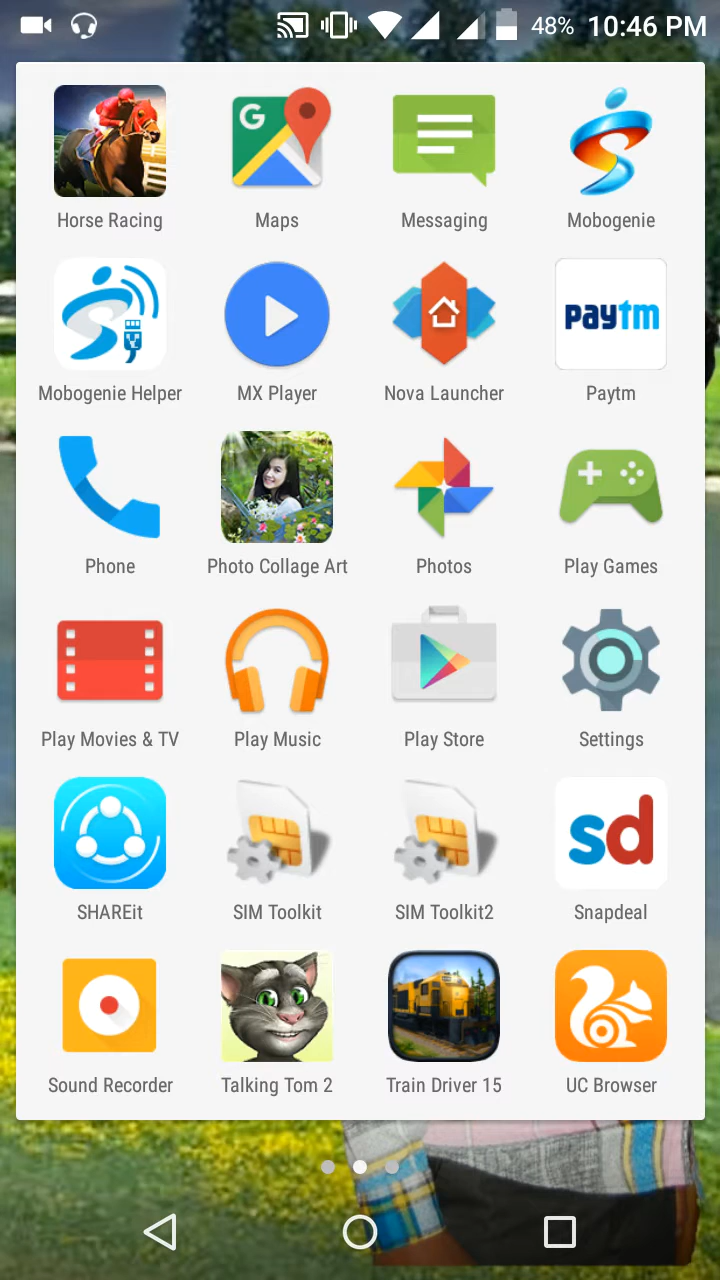 48% 10:46 PM
G
Horse Racing Maps Messaging Mobogenie
paytm
Mobogenie Helper MX Player Nova Launcher Paytm
Phone Photo Collage Art Photos Play Games
Play Movies & TV Play Music Play Store Settings
sd
SHAREit SIM Toolkit SIM Toolkit2 Snapdeal
Sound Recorder Talking Tom 2 Train Driver 15 UC Browser